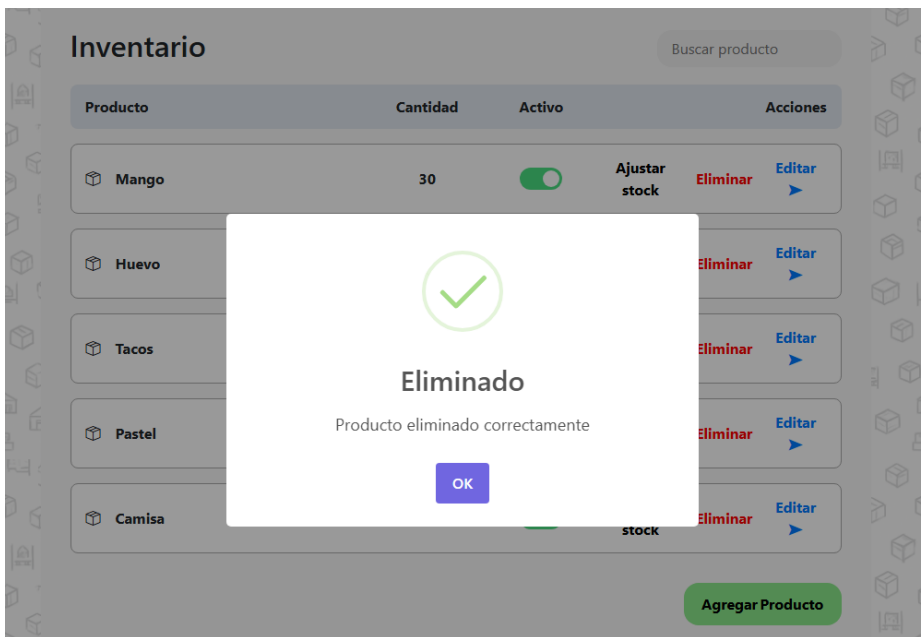 Inventario
Buscar producto
Producto Cantidad Activo Acciones
Mango 30 Ajustar stock Eliminar Editar
Huevo Eliminar Editar
Tacos Eliminar Editar
Pastel Eliminar Editar
Camisa stock Eliminar Editar
Eliminado
Producto eliminado correctamente
OK
Agregar Producto